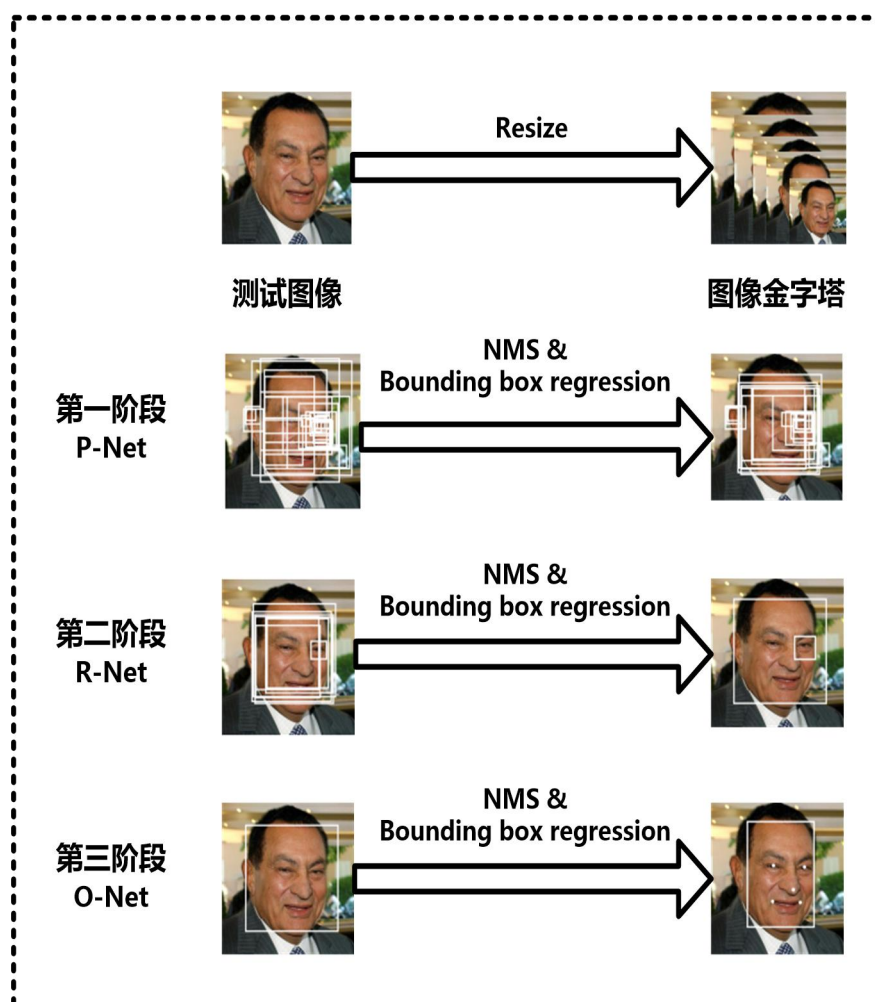 Resize
测试图像
图像金字塔
第一阶段
P-Net
NMS &
Bounding box regression
第二阶段
R-Net
NMS &
Bounding box regression
第三阶段
O-Net
NMS &
Bounding box regression